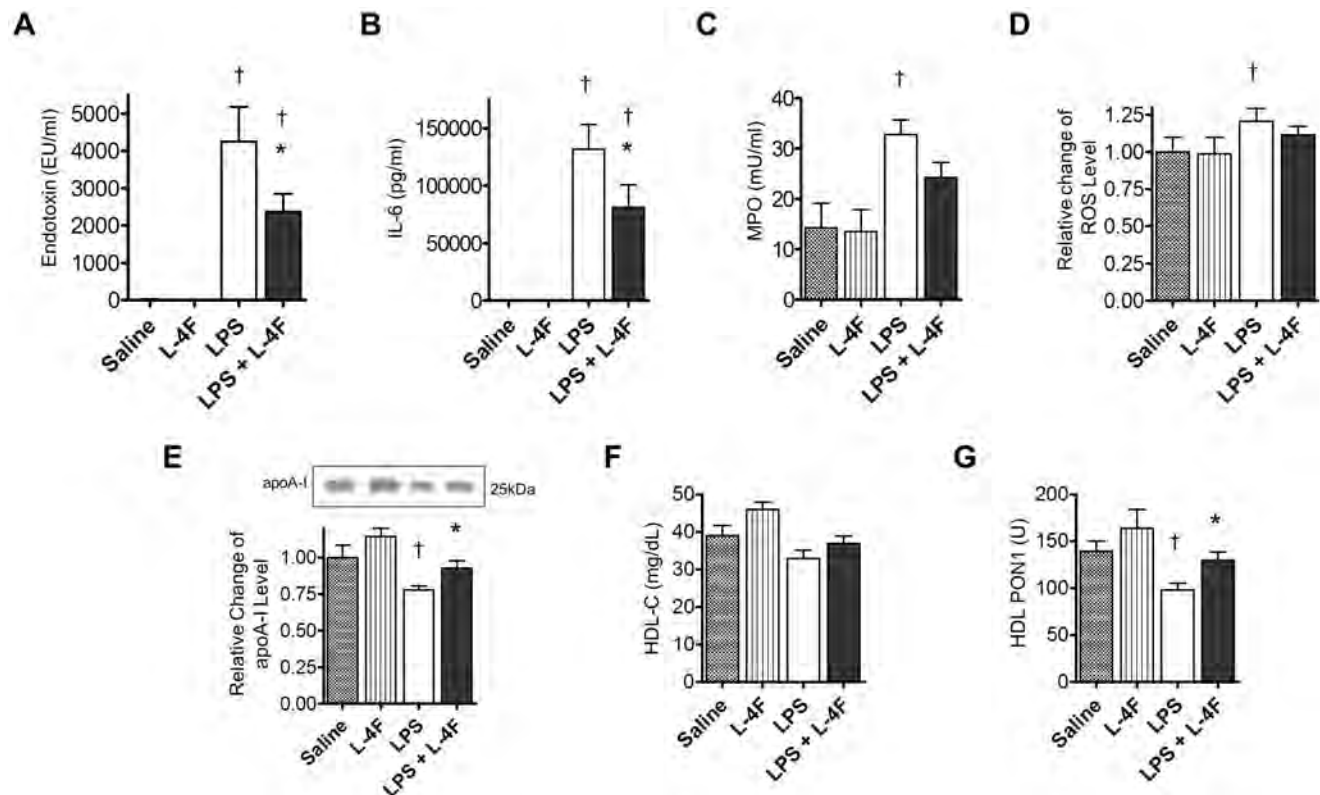 A
Endotoxin (EU/ml)
5000
4000
3000
2000
1000
0
†
†
*
Saline
L-4F
LPS
LPS + L-4F
B
IL-6 (pg/ml)
150000
100000
50000
0
†
†
*
Saline
L-4F
LPS
LPS + L-4F
C
MPO (mU/ml)
40
30
20
10
0
†
Saline
L-4F
LPS
LPS + L-4F
D
Relative change of
ROS Level
1.25
1.00
0.75
0.50
0.25
0.00
†
Saline
L-4F
LPS
LPS + L-4F
E
apoA-I
25kDa
Relative Change of
apoA-I Level
1.00
0.75
0.50
0.25
0.00
†
*
Saline
L-4F
LPS
LPS + L-4F
F
HDL-C (mg/dL)
50
40
30
20
10
0
Saline
L-4F
LPS
LPS + L-4F
G
HDL PON1 (U)
200
150
100
50
0
†
*
Saline
L-4F
LPS
LPS + L-4F